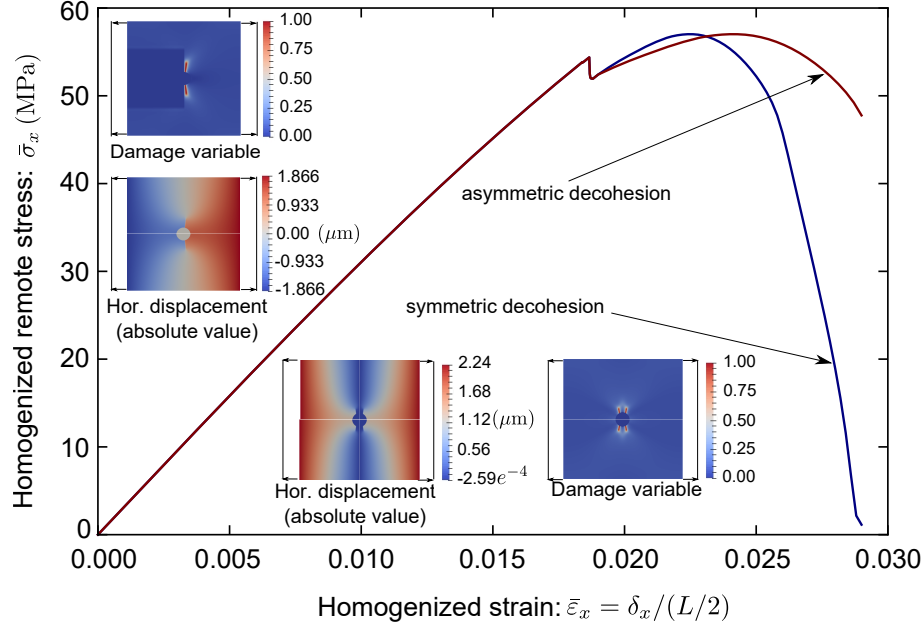 60
50
40
30
20
10
0
0.000
0.005
0.010
0.015
0.020
0.025
0.030
Homogenized remote stress: σ̄_x (MPa)
Homogenized strain: ε̄_x = δ_x/(L/2)
1.00
0.75
0.50
0.25
0.00
Damage variable
1.866
0.933
0.00 (μm)
-0.933
-1.866
Hor. displacement
(absolute value)
asymmetric decohesion
symmetric decohesion
2.24
1.68
1.12 (μm)
0.56
-2.59e⁻⁴
Hor. displacement
(absolute value)
1.00
0.75
0.50
0.25
0.00
Damage variable